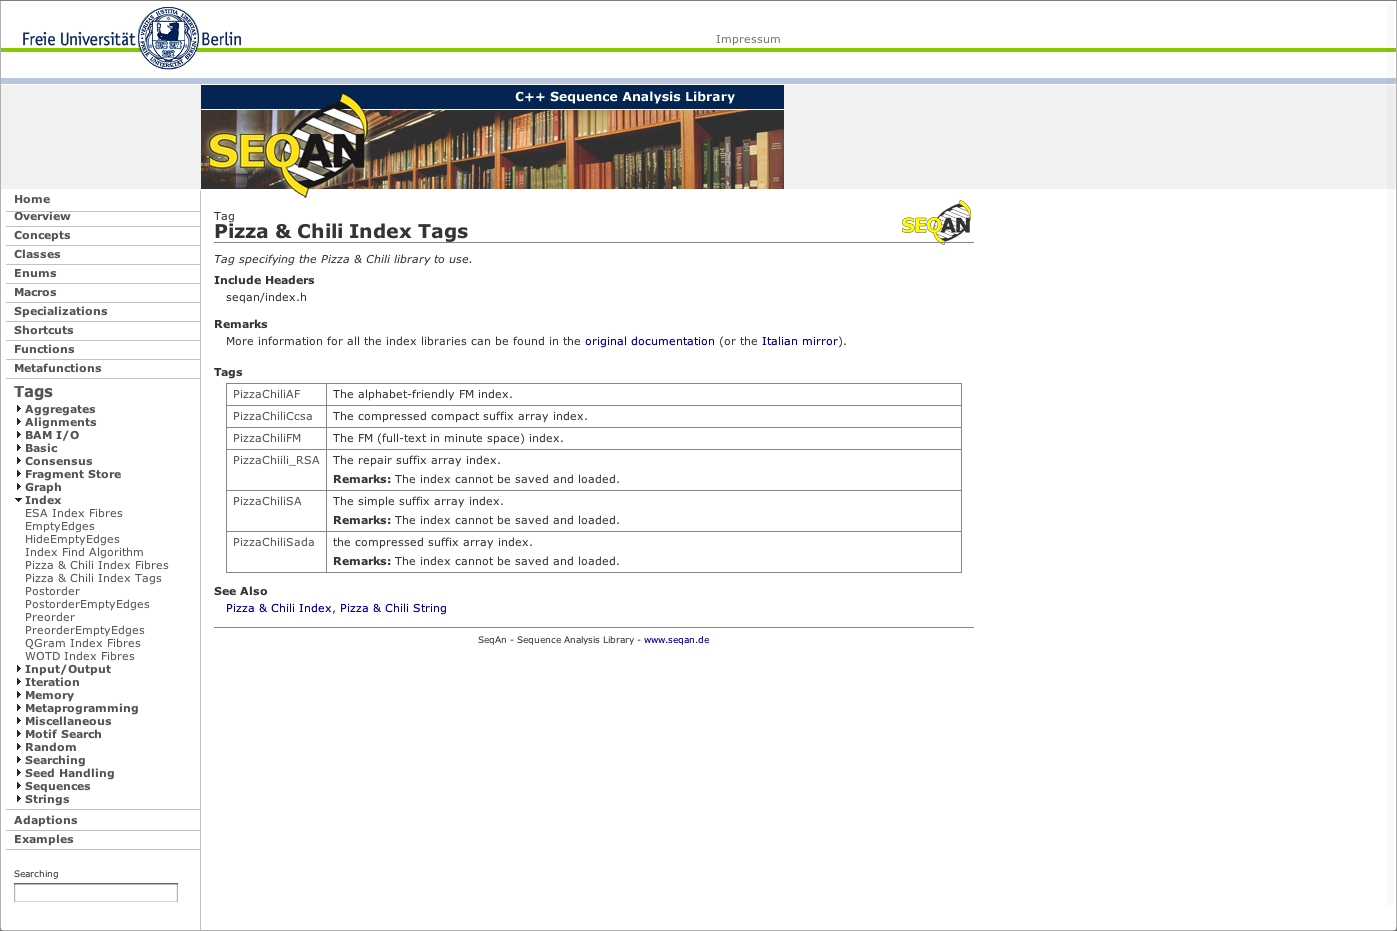 Freie Universität Berlin
Impressum
C++ Sequence Analysis Library
SEQAN
Home
Overview
Concepts
Classes
Enums
Macros
Specializations
Shortcuts
Functions
Metafunctions
Tags
Aggregates
Alignments
BAM I/O
Basic
Consensus
Fragment Store
Graph
Index
ESA Index Fibres
EmptyEdges
HideEmptyEdges
Index Find Algorithm
Pizza & Chili Index Fibres
Pizza & Chili Index Tags
Postorder
PostorderEmptyEdges
Preorder
PreorderEmptyEdges
QGram Index Fibres
WOTD Index Fibres
Input/Output
Iteration
Memory
Metaprogramming
Miscellaneous
Motif Search
Random
Searching
Seed Handling
Sequences
Strings
Adaptions
Examples
Searching
Tag
Pizza & Chili Index Tags
SEQAN
Tag specifying the Pizza & Chili library to use.
Include Headers
seqan/index.h
Remarks
More information for all the index libraries can be found in the original documentation (or the Italian mirror).
Tags
PizzaChiliAF The alphabet-friendly FM index.
PizzaChiliCcsa The compressed compact suffix array index.
PizzaChiliFM The FM (full-text in minute space) index.
PizzaChiili_RSA The repair suffix array index.
Remarks: The index cannot be saved and loaded.
PizzaChiliSA The simple suffix array index.
Remarks: The index cannot be saved and loaded.
PizzaChiliSada the compressed suffix array index.
Remarks: The index cannot be saved and loaded.
See Also
Pizza & Chili Index, Pizza & Chili String
SeqAn - Sequence Analysis Library - www.seqan.de